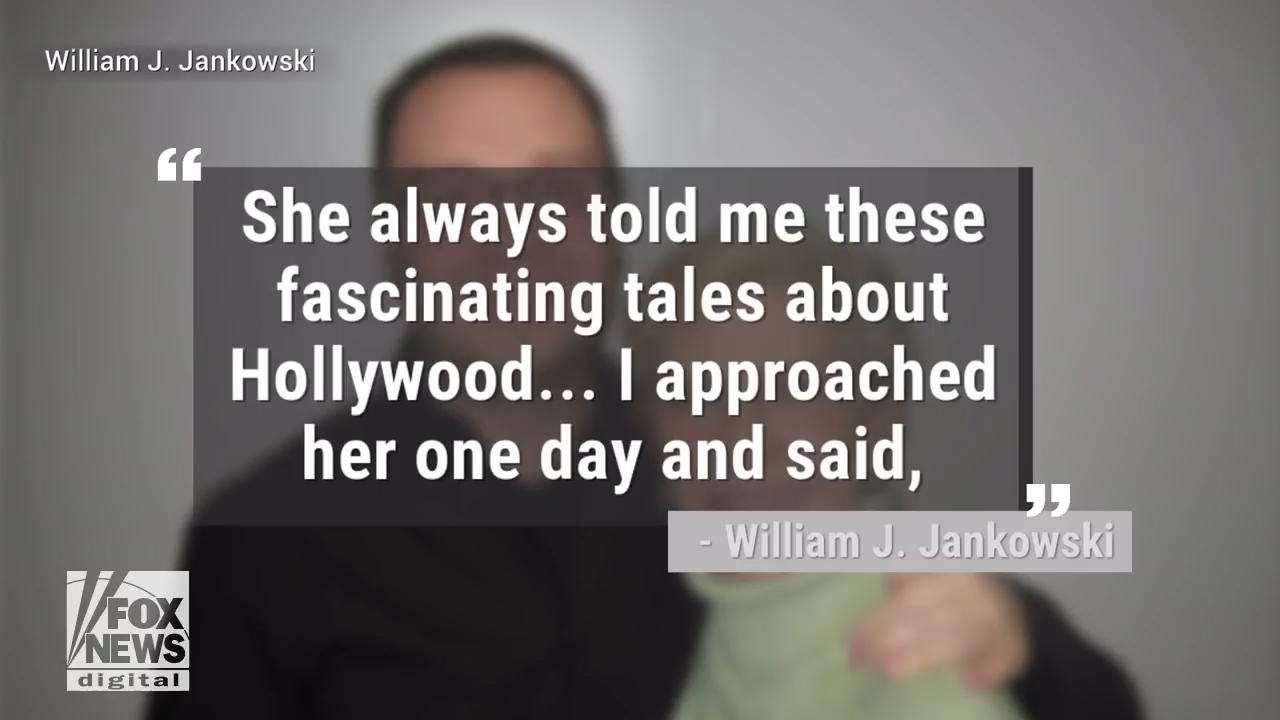 William J. Jankowski
“
She always told me these
fascinating tales about
Hollywood... I approached
her one day and said,
”
- William J. Jankowski
FOX
NEWS
digital